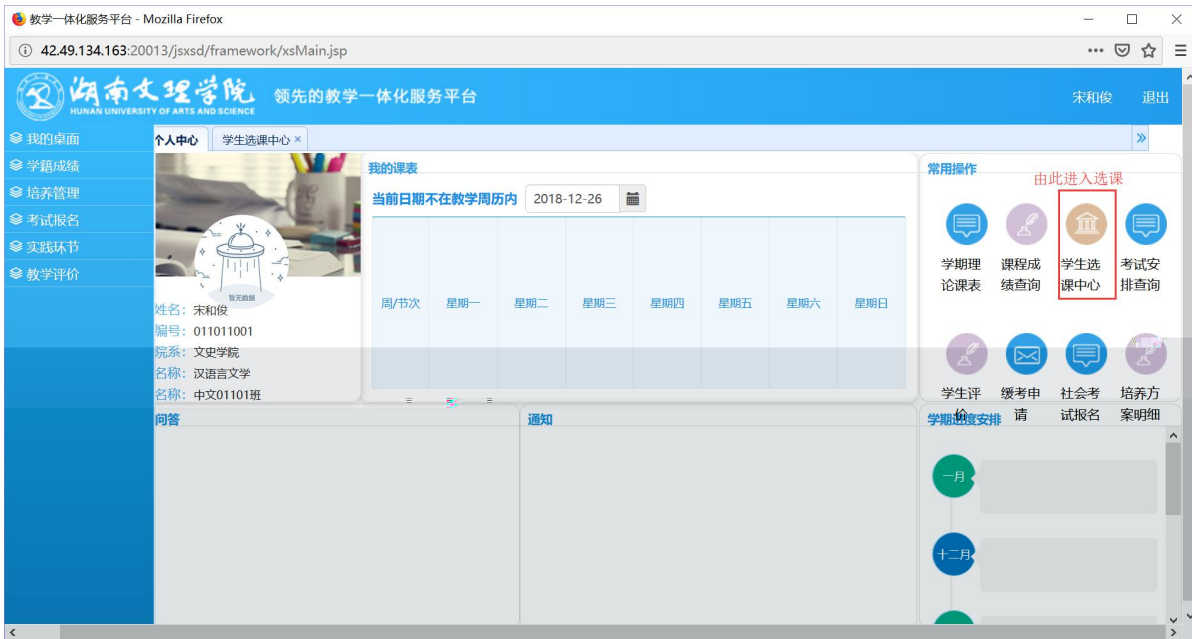 教学一体化服务平台 - Mozilla Firefox
42.49.134.163:20013/jsxsd/framework/xsMain.jsp
湖南文理学院
HUNAN UNIVERSITY OF ARTS AND SCIENCE
领先的教学一体化服务平台
宋和俊 退出
我的桌面
学籍成绩
培养管理
考试报名
实践环节
教学评价
个人中心 学生选课中心 ×
暂无数据
姓名：宋和俊
编号：011011001
院系：文史学院
名称：汉语言文学
名称：中文01101班
我的课表
当前日期不在教学周历内 2018-12-26
周/节次 星期一 星期二 星期三 星期四 星期五 星期六 星期日
常用操作
由此进入选课
学期理论课表
课程成绩查询
学生选课中心
考试安排查询
学生评价
缓考申请
社会考试报名
培养方案明细
问答
通知
学期进度安排
一月
十二月